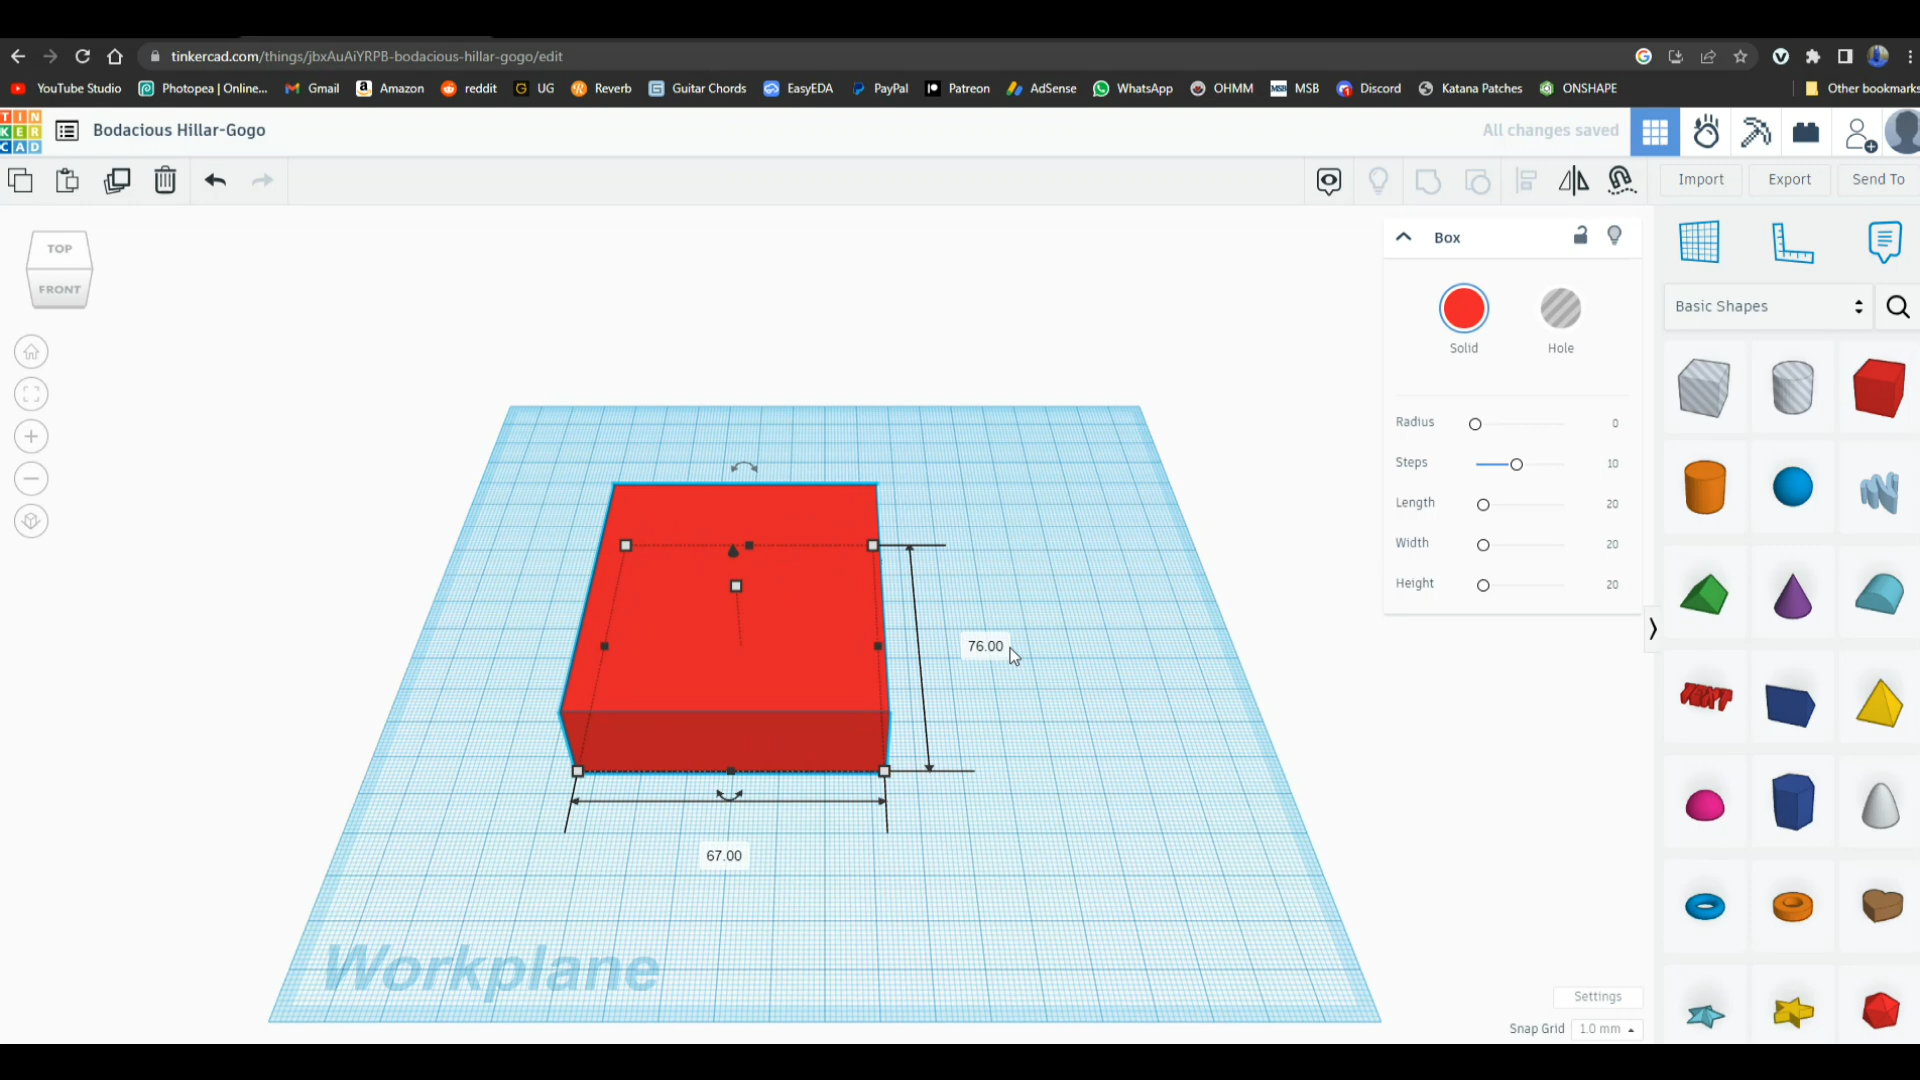 tinkercad.com/things/jbxAuAiYRPB-bodacious-hillar-gogo/edit
YouTube Studio Photopea | Online... Gmail Amazon reddit UG Reverb Guitar Chords EasyEDA PayPal Patreon AdSense WhatsApp OHMM MSB MSB Discord Katana Patches ONSHAPE Other bookmarks
TIN
KER
CAD
Bodacious Hillar-Gogo
All changes saved
Import Export Send To
TOP
FRONT
Box
Solid Hole
Radius 0
Steps 10
Length 20
Width 20
Height 20
Basic Shapes
TEXT
76.00
67.00
Workplane
Settings
Snap Grid 1.0 mm